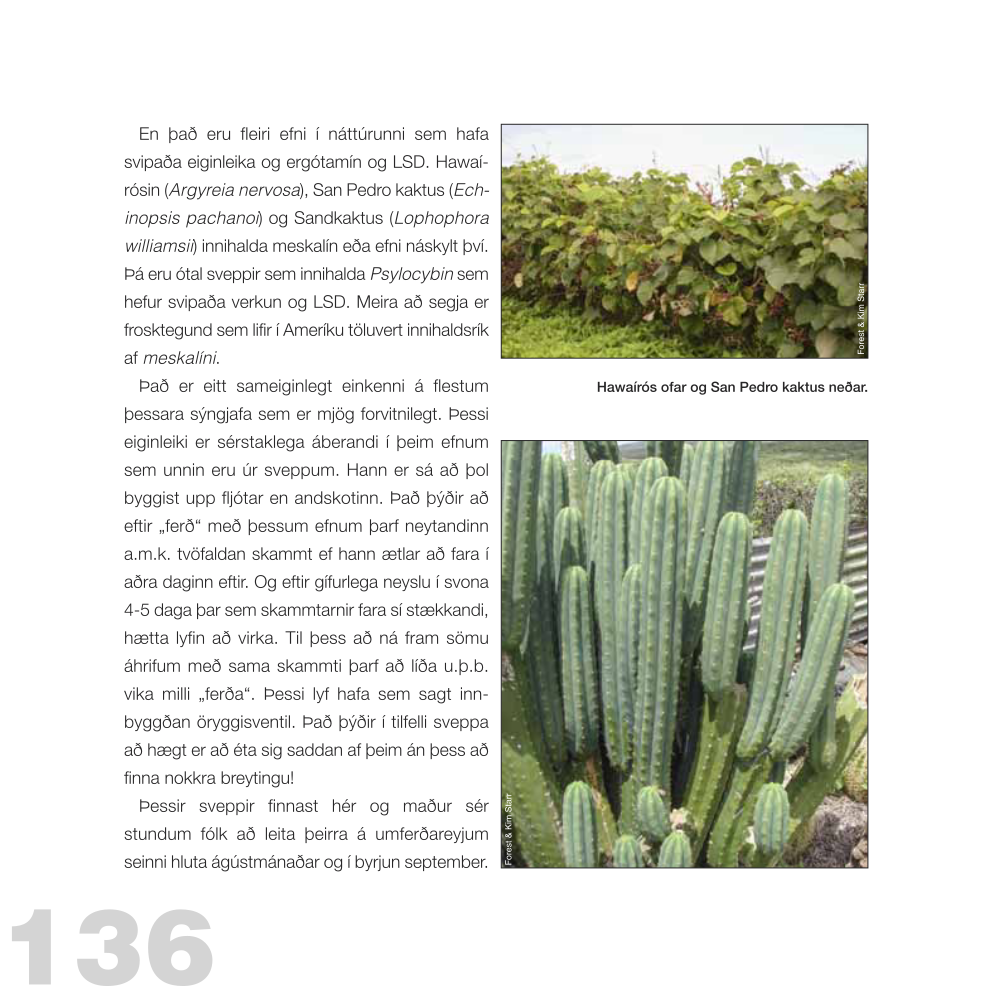 En það eru fleiri efni í náttúrunni sem hafa
svipaða eiginleika og ergótamín og LSD. Hawaí-
rósin (Argyreia nervosa), San Pedro kaktus (Ech-
inopsis pachanoi) og Sandkaktus (Lophophora
williamsii) innihalda meskalín eða efni náskylt því.
Þá eru ótal sveppir sem innihalda Psylocybin sem
hefur svipaða verkun og LSD. Meira að segja er
frosktegund sem lifir í Ameríku töluvert innihaldsrík
af meskalíni.
Það er eitt sameiginlegt einkenni á flestum
þessara sýngjafa sem er mjög forvitnilegt. Þessi
eiginleiki er sérstaklega áberandi í þeim efnum
sem unnin eru úr sveppum. Hann er sá að þol
byggist upp fljótar en andskotinn. Það þýðir að
eftir „ferð“ með þessum efnum þarf neytandinn
a.m.k. tvöfaldan skammt ef hann ætlar að fara í
aðra daginn eftir. Og eftir gífurlega neyslu í svona
4-5 daga þar sem skammtarnir fara sí stækkandi,
hætta lyfin að virka. Til þess að ná fram sömu
áhrifum með sama skammti þarf að líða u.þ.b.
vika milli „ferða“. Þessi lyf hafa sem sagt inn-
byggðan öryggisventil. Það þýðir í tilfelli sveppa
að hægt er að éta sig saddan af þeim án þess að
finna nokkra breytingu!
Þessir sveppir finnast hér og maður sér
stundum fólk að leita þeirra á umferðareyjum
seinni hluta ágústmánaðar og í byrjun september.
Forest & Kim Starr
Hawaírós ofar og San Pedro kaktus neðar.
Forest & Kim Starr
136